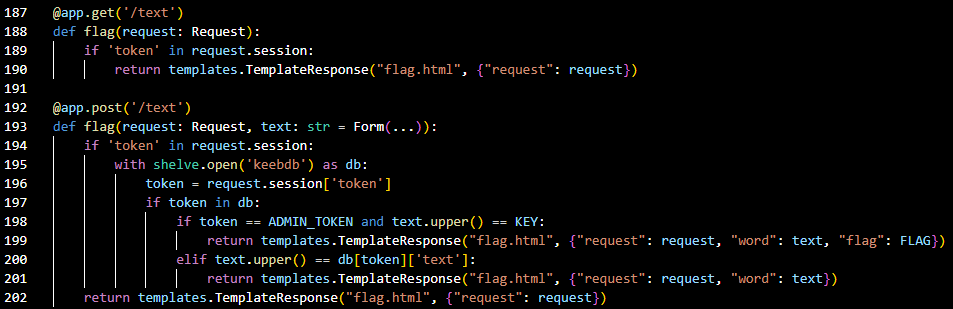 187 @app.get('/text')
188 def flag(request: Request):
189     if 'token' in request.session:
190         return templates.TemplateResponse("flag.html", {"request": request})
191
192 @app.post('/text')
193 def flag(request: Request, text: str = Form(...)):
194     if 'token' in request.session:
195         with shelve.open('keebdb') as db:
196             token = request.session['token']
197             if token in db:
198                 if token == ADMIN_TOKEN and text.upper() == KEY:
199                     return templates.TemplateResponse("flag.html", {"request": request, "word": text, "flag": FLAG})
200                 elif text.upper() == db[token]['text']:
201                     return templates.TemplateResponse("flag.html", {"request": request, "word": text})
202     return templates.TemplateResponse("flag.html", {"request": request})